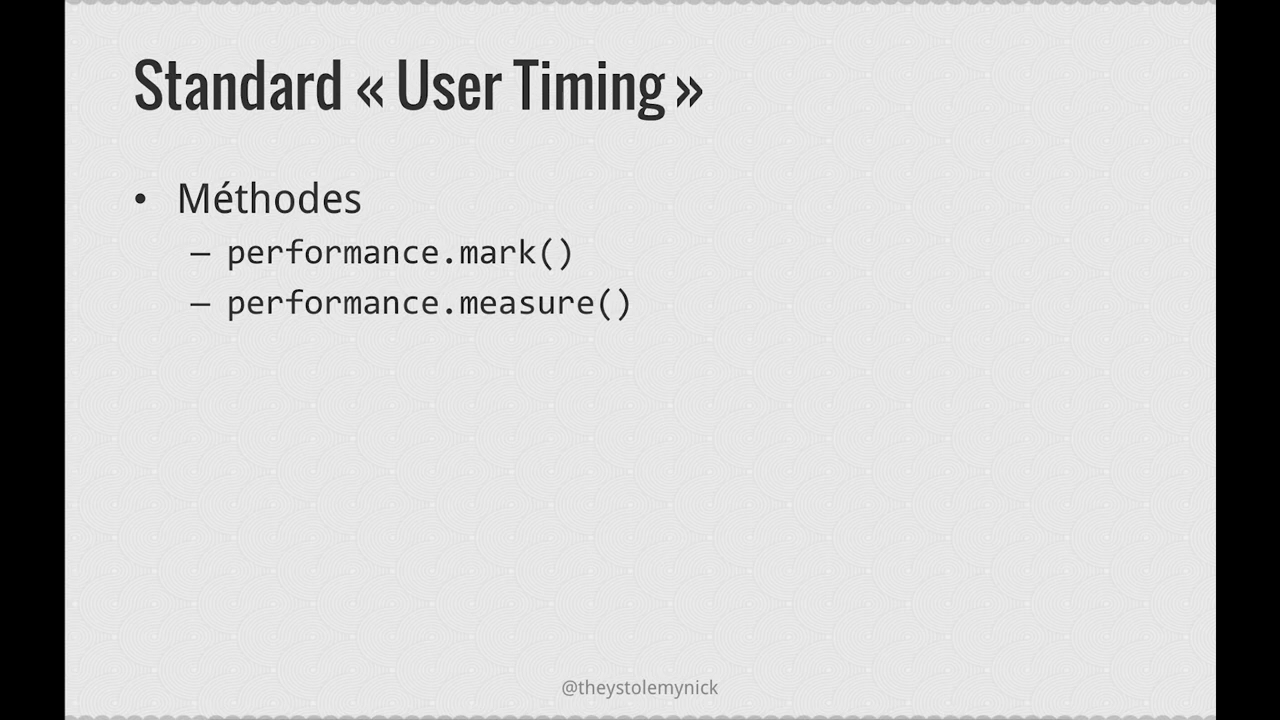 Standard « User Timing »
• Méthodes
– performance.mark()
– performance.measure()
@theystolemynick